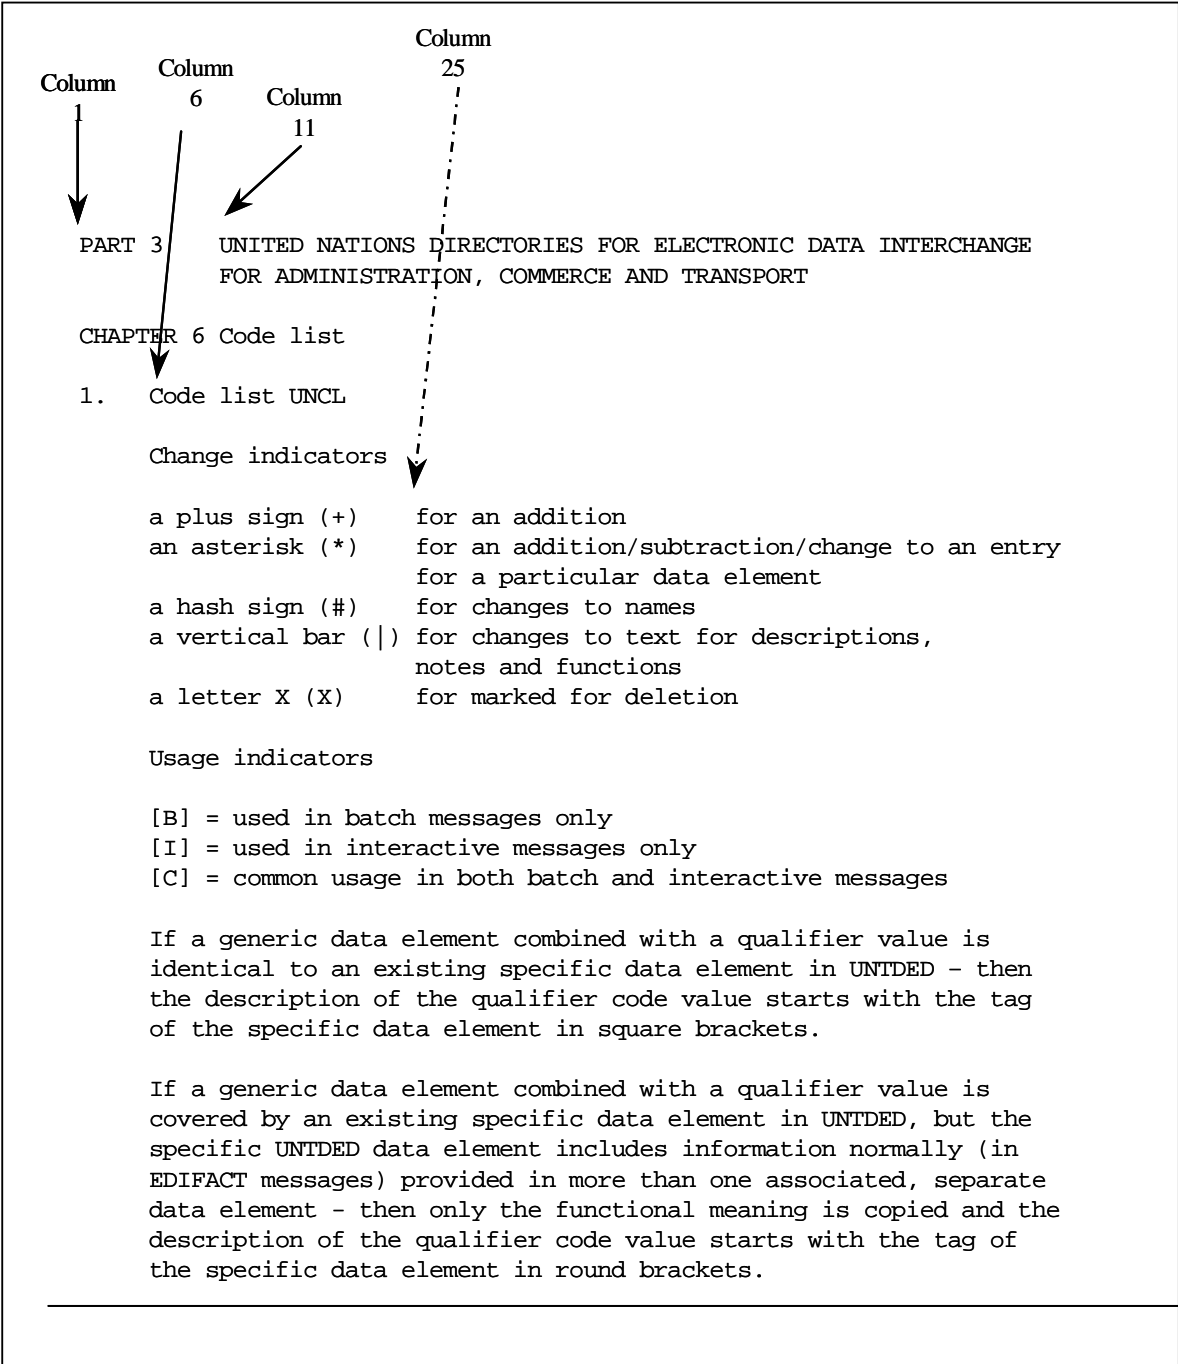 Column
25
Column
6
Column
1
Column
11
PART 3    UNITED NATIONS DIRECTORIES FOR ELECTRONIC DATA INTERCHANGE
          FOR ADMINISTRATION, COMMERCE AND TRANSPORT
CHAPTER 6 Code list
1.   Code list UNCL
     Change indicators
     a plus sign (+)    for an addition
     an asterisk (*)    for an addition/subtraction/change to an entry
                        for a particular data element
     a hash sign (#)    for changes to names
     a vertical bar (|) for changes to text for descriptions,
                        notes and functions
     a letter X (X)     for marked for deletion
     Usage indicators
     [B] = used in batch messages only
     [I] = used in interactive messages only
     [C] = common usage in both batch and interactive messages
     If a generic data element combined with a qualifier value is
     identical to an existing specific data element in UNTDED – then
     the description of the qualifier code value starts with the tag
     of the specific data element in square brackets.
     If a generic data element combined with a qualifier value is
     covered by an existing specific data element in UNTDED, but the
     specific UNTDED data element includes information normally (in
     EDIFACT messages) provided in more than one associated, separate
     data element – then only the functional meaning is copied and the
     description of the qualifier code value starts with the tag of
     the specific data element in round brackets.